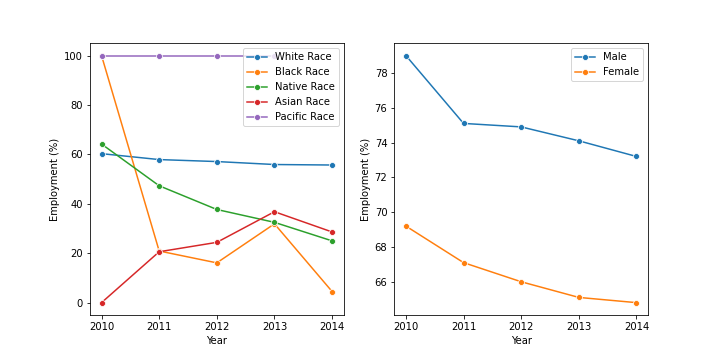 100
80
60
40
20
0
Employment (%)
2010 2011 2012 2013 2014
Year
White Race
Black Race
Native Race
Asian Race
Pacific Race
78
76
74
72
70
68
66
Employment (%)
2010 2011 2012 2013 2014
Year
Male
Female